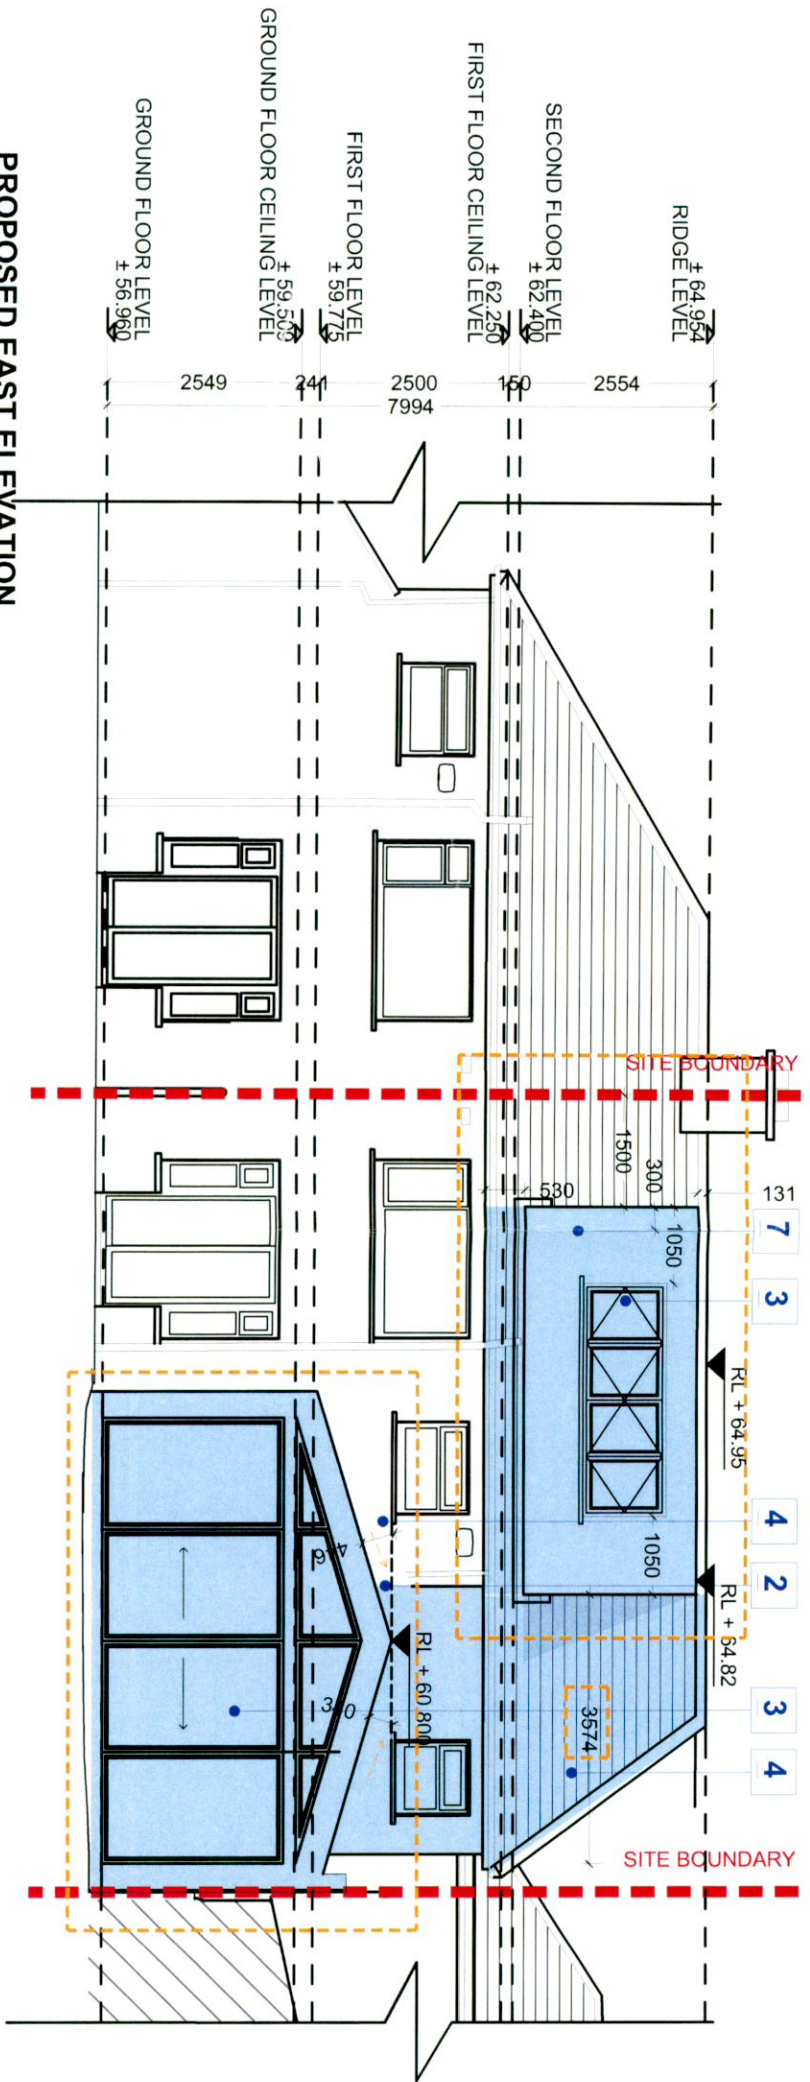 ± 64.954
RIDGE LEVEL
SECOND FLOOR LEVEL
± 62.400
± 62.250
FIRST FLOOR CEILING LEVEL
± 59.775
FIRST FLOOR LEVEL
GROUND FLOOR CEILING LEVEL
± 56.960
GROUND FLOOR LEVEL
2554
150
2500
241
2549
7994
SITE BOUNDARY
131
7
3
4
2
3
4
300
1500
1050
530
RL + 64.95
1050
RL + 64.82
3574
RL + 60.800
SITE BOUNDARY
PROPOSED EAST ELEVATION